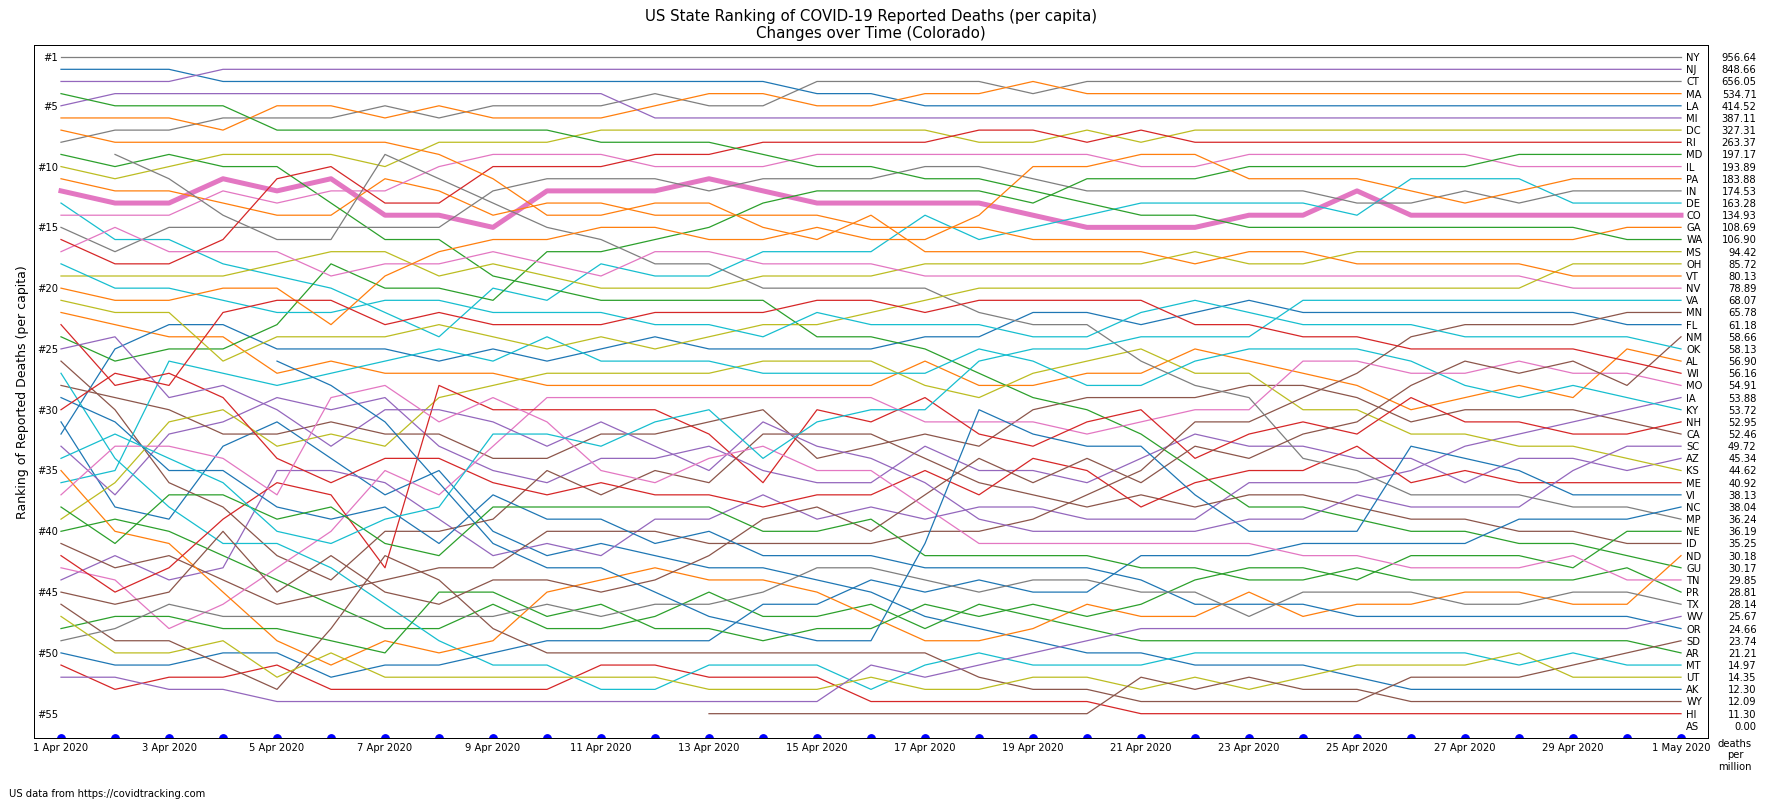 US State Ranking of COVID-19 Reported Deaths (per capita)
Changes over Time (Colorado)
Ranking of Reported Deaths (per capita)
#1
#5
#10
#15
#20
#25
#30
#35
#40
#45
#50
#55
NY 956.64
NJ 848.66
CT 656.05
MA 534.71
LA 414.52
MI 387.11
DC 327.31
RI 263.37
MD 197.17
IL 193.89
PA 183.88
IN 174.53
DE 163.28
CO 134.93
GA 108.69
WA 106.90
MS 94.42
OH 85.72
VT 80.13
NV 78.89
VA 68.07
MN 65.78
FL 61.18
NM 58.66
OK 58.13
AL 56.90
WI 56.16
MO 54.91
IA 53.88
KY 53.72
NH 52.95
CA 52.46
SC 49.72
AZ 45.34
KS 44.62
ME 40.92
VI 38.13
NC 38.04
MP 36.24
NE 36.19
ID 35.25
ND 30.18
GU 30.17
TN 29.85
PR 28.81
TX 28.14
WV 25.67
OR 24.66
SD 23.74
AR 21.21
MT 14.97
UT 14.35
AK 12.30
WY 12.09
HI 11.30
AS 0.00
1 Apr 2020 3 Apr 2020 5 Apr 2020 7 Apr 2020 9 Apr 2020 11 Apr 2020 13 Apr 2020 15 Apr 2020 17 Apr 2020 19 Apr 2020 21 Apr 2020 23 Apr 2020 25 Apr 2020 27 Apr 2020 29 Apr 2020 1 May 2020
deaths
per
million
US data from https://covidtracking.com